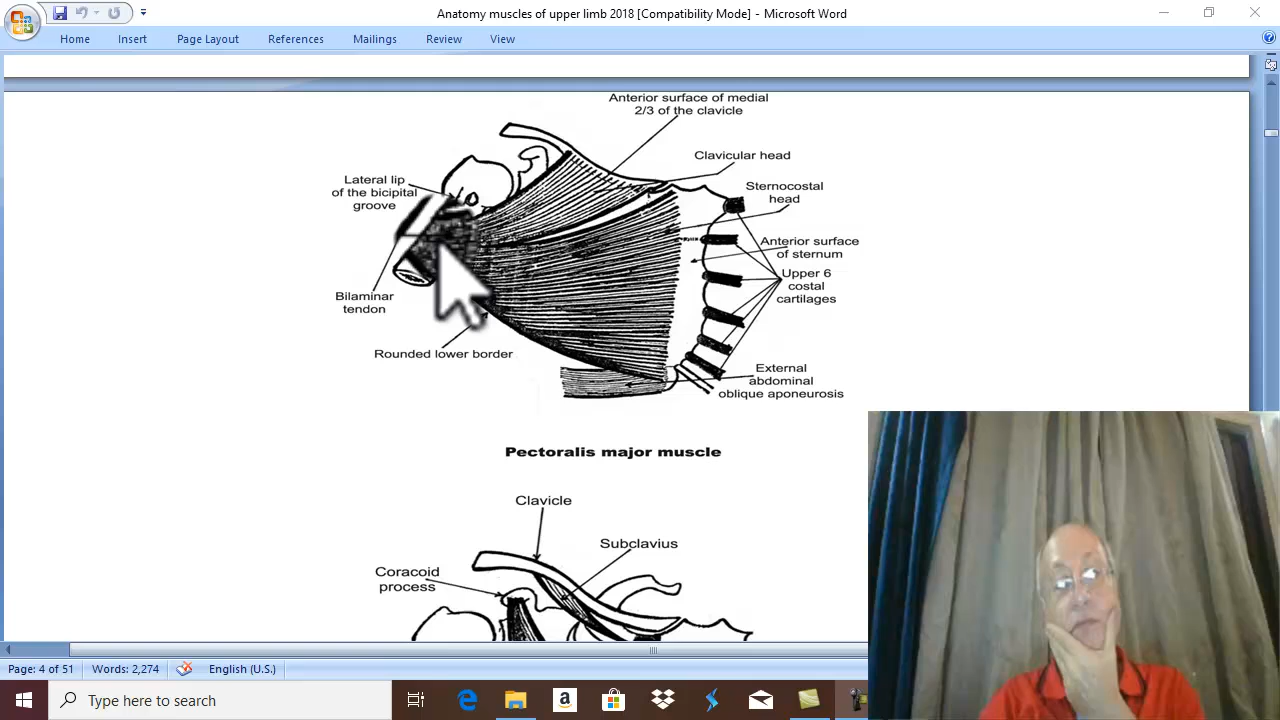 Anatomy muscles of upper limb 2018 [Compatibility Mode] - Microsoft Word
Home
Insert
Page Layout
References
Mailings
Review
View
Anterior surface of medial
2/3 of the clavicle
Clavicular head
Lateral lip
of the bicipital
groove
Sternocostal
head
Anterior surface
of sternum
Upper 6
costal
cartilages
Bilaminar
tendon
Rounded lower border
External
abdominal
oblique aponeurosis
Pectoralis major muscle
Clavicle
Subclavius
Coracoid
process
Page: 4 of 51
Words: 2,274
English (U.S.)
Type here to search